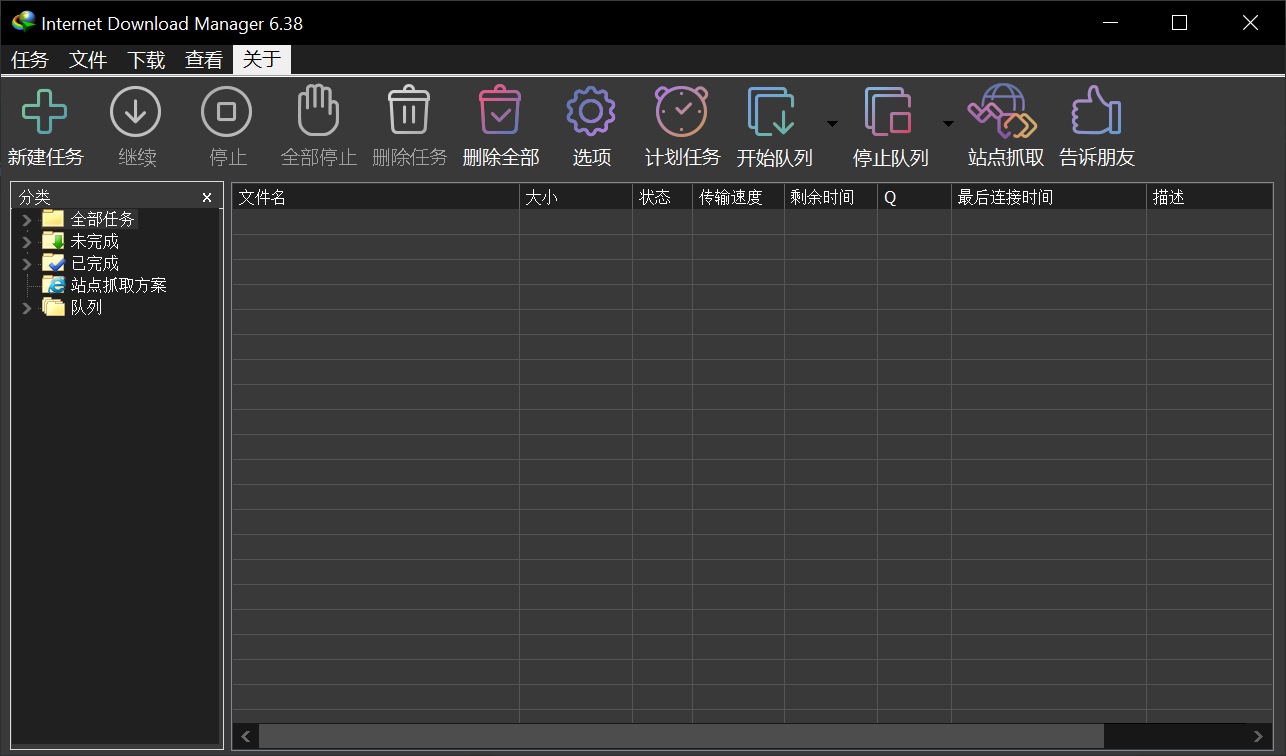 Internet Download Manager 6.38
任务 文件 下载 查看 关于
新建任务 继续 停止 全部停止 删除任务 删除全部 选项 计划任务 开始队列 停止队列 站点抓取 告诉朋友
分类 x
文件名 大小 状态 传输速度 剩余时间 Q 最后连接时间 描述
全部任务
未完成
已完成
站点抓取方案
队列